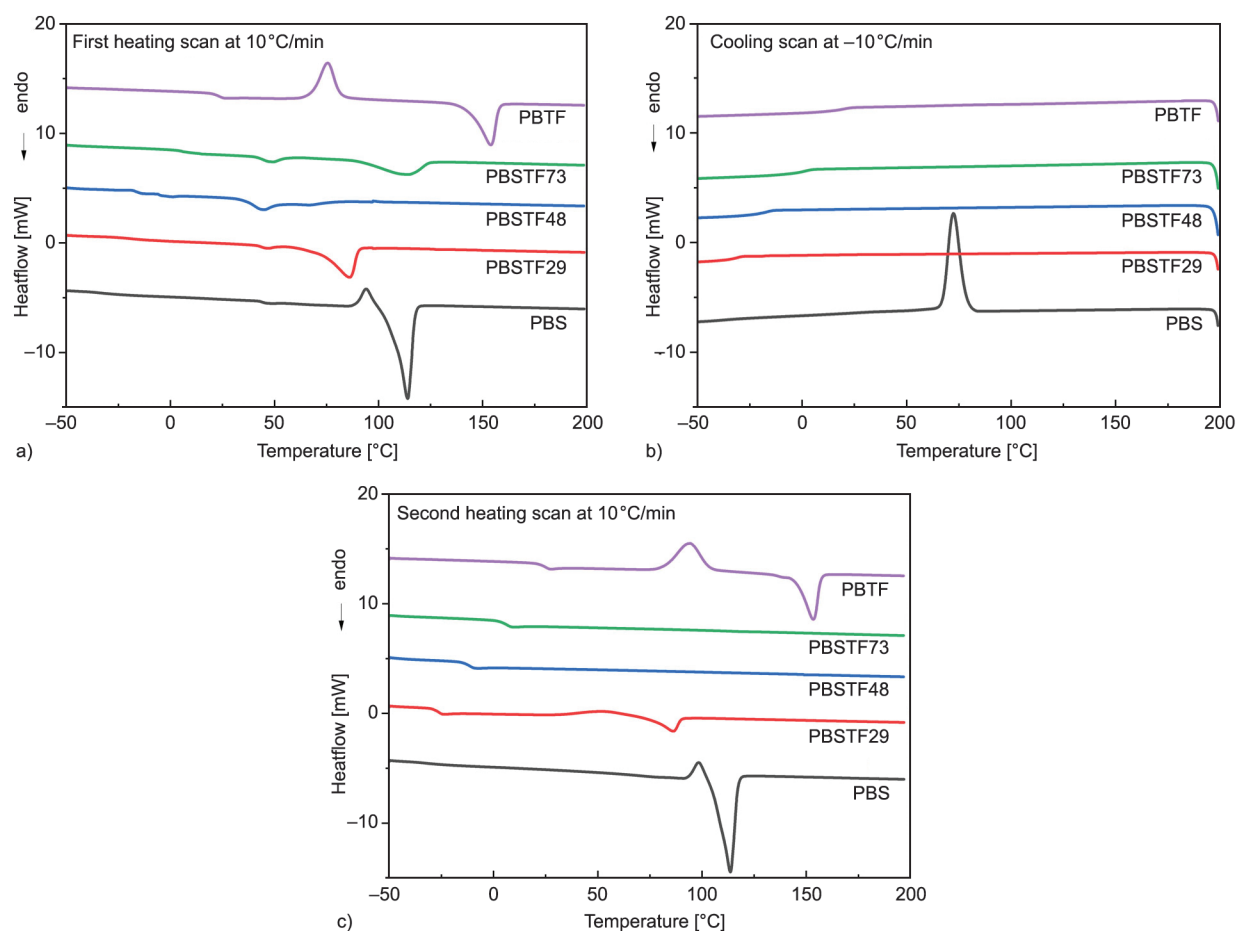 First heating scan at 10°C/min
20
10
0
–10
Heatflow [mW]
endo
PBTF
PBSTF73
PBSTF48
PBSTF29
PBS
–50
0
50
100
150
200
Temperature [°C]
a)
Cooling scan at –10°C/min
20
10
0
–10
Heatflow [mW]
endo
PBTF
PBSTF73
PBSTF48
PBSTF29
PBS
–50
0
50
100
150
200
Temperature [°C]
b)
Second heating scan at 10°C/min
20
10
0
–10
Heatflow [mW]
endo
PBTF
PBSTF73
PBSTF48
PBSTF29
PBS
–50
0
50
100
150
200
Temperature [°C]
c)